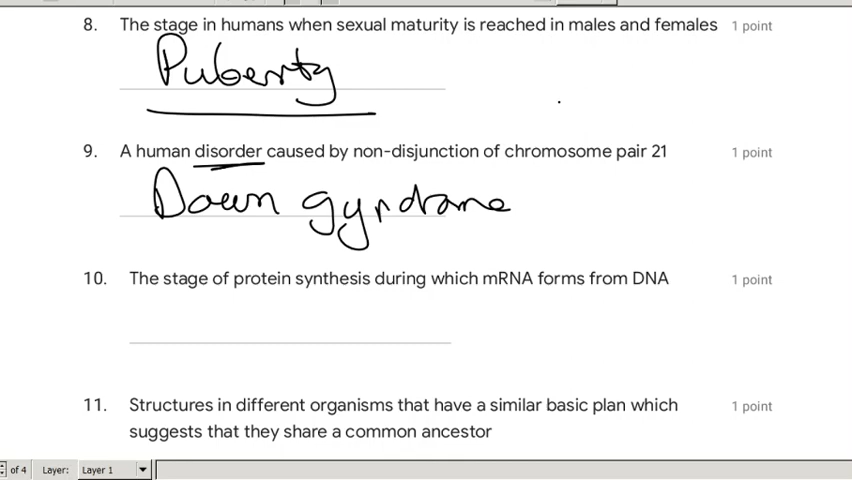 8. The stage in humans when sexual maturity is reached in males and females 1 point
Puberty
9. A human disorder caused by non-disjunction of chromosome pair 21 1 point
Down gyndrome
10. The stage of protein synthesis during which mRNA forms from DNA 1 point
11. Structures in different organisms that have a similar basic plan which 1 point
suggests that they share a common ancestor
of 4 Layer: Layer 1